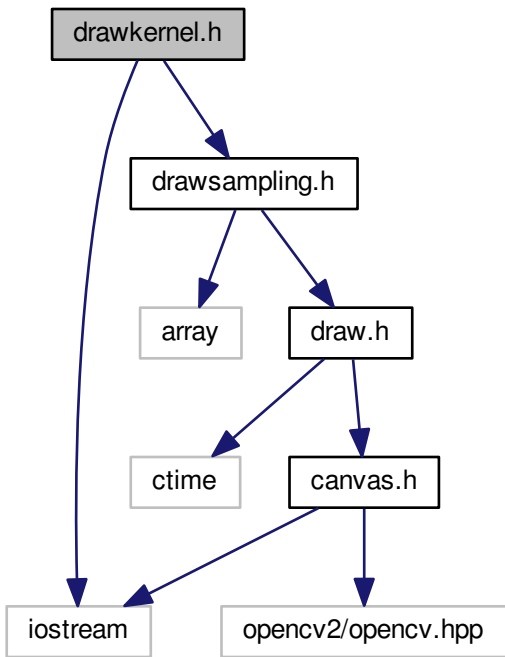 drawkernel.h
drawsampling.h
array
draw.h
ctime
canvas.h
iostream
opencv2/opencv.hpp